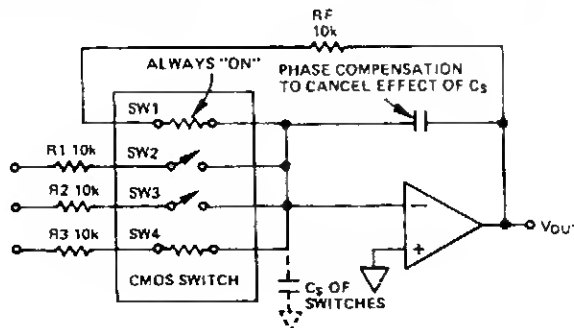 RF
10k
ALWAYS "ON"
PHASE COMPENSATION
TO CANCEL EFFECT OF CS
SW1
R1 10k
SW2
R2 10k
SW3
R3 10k
SW4
CMOS SWITCH
CS OF
SWITCHES
−
+
VOUT